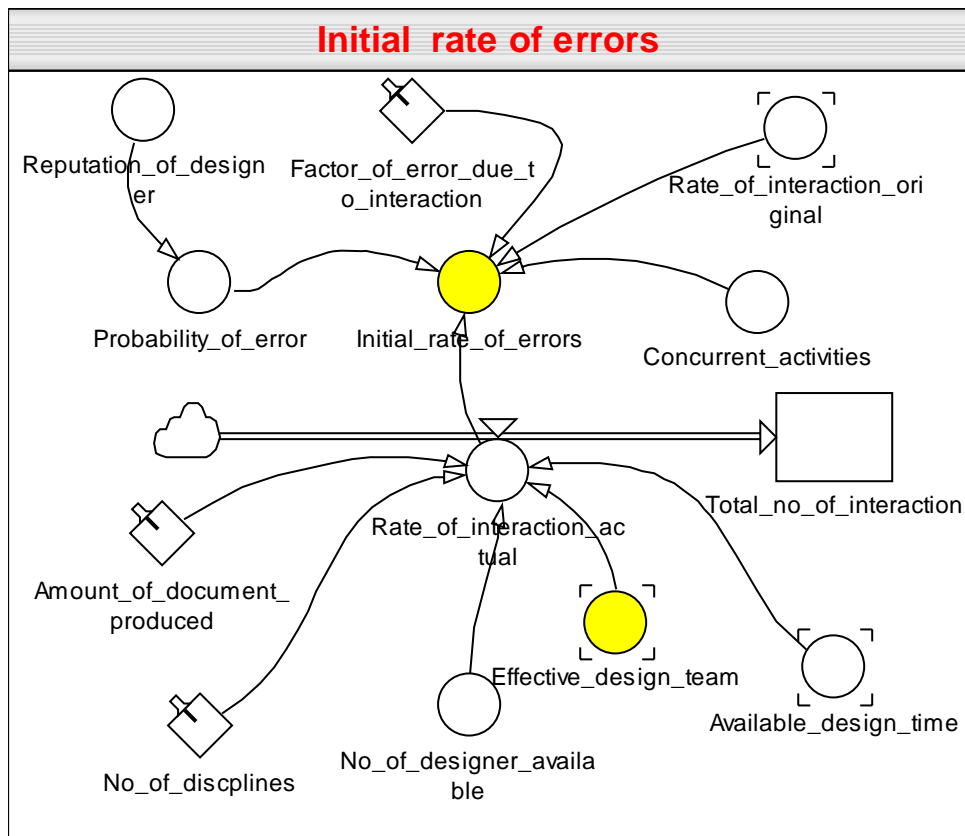 Initial rate of errors
Reputation_of_design
er
Factor_of_error_due_t
o_interaction
Rate_of_interaction_ori
ginal
Probability_of_error
Initial_rate_of_errors
Concurrent_activities
Total_no_of_interaction
Rate_of_interaction_ac
tual
Amount_of_document_
produced
Effective_design_team
Available_design_time
No_of_discplines
No_of_designer_availa
ble